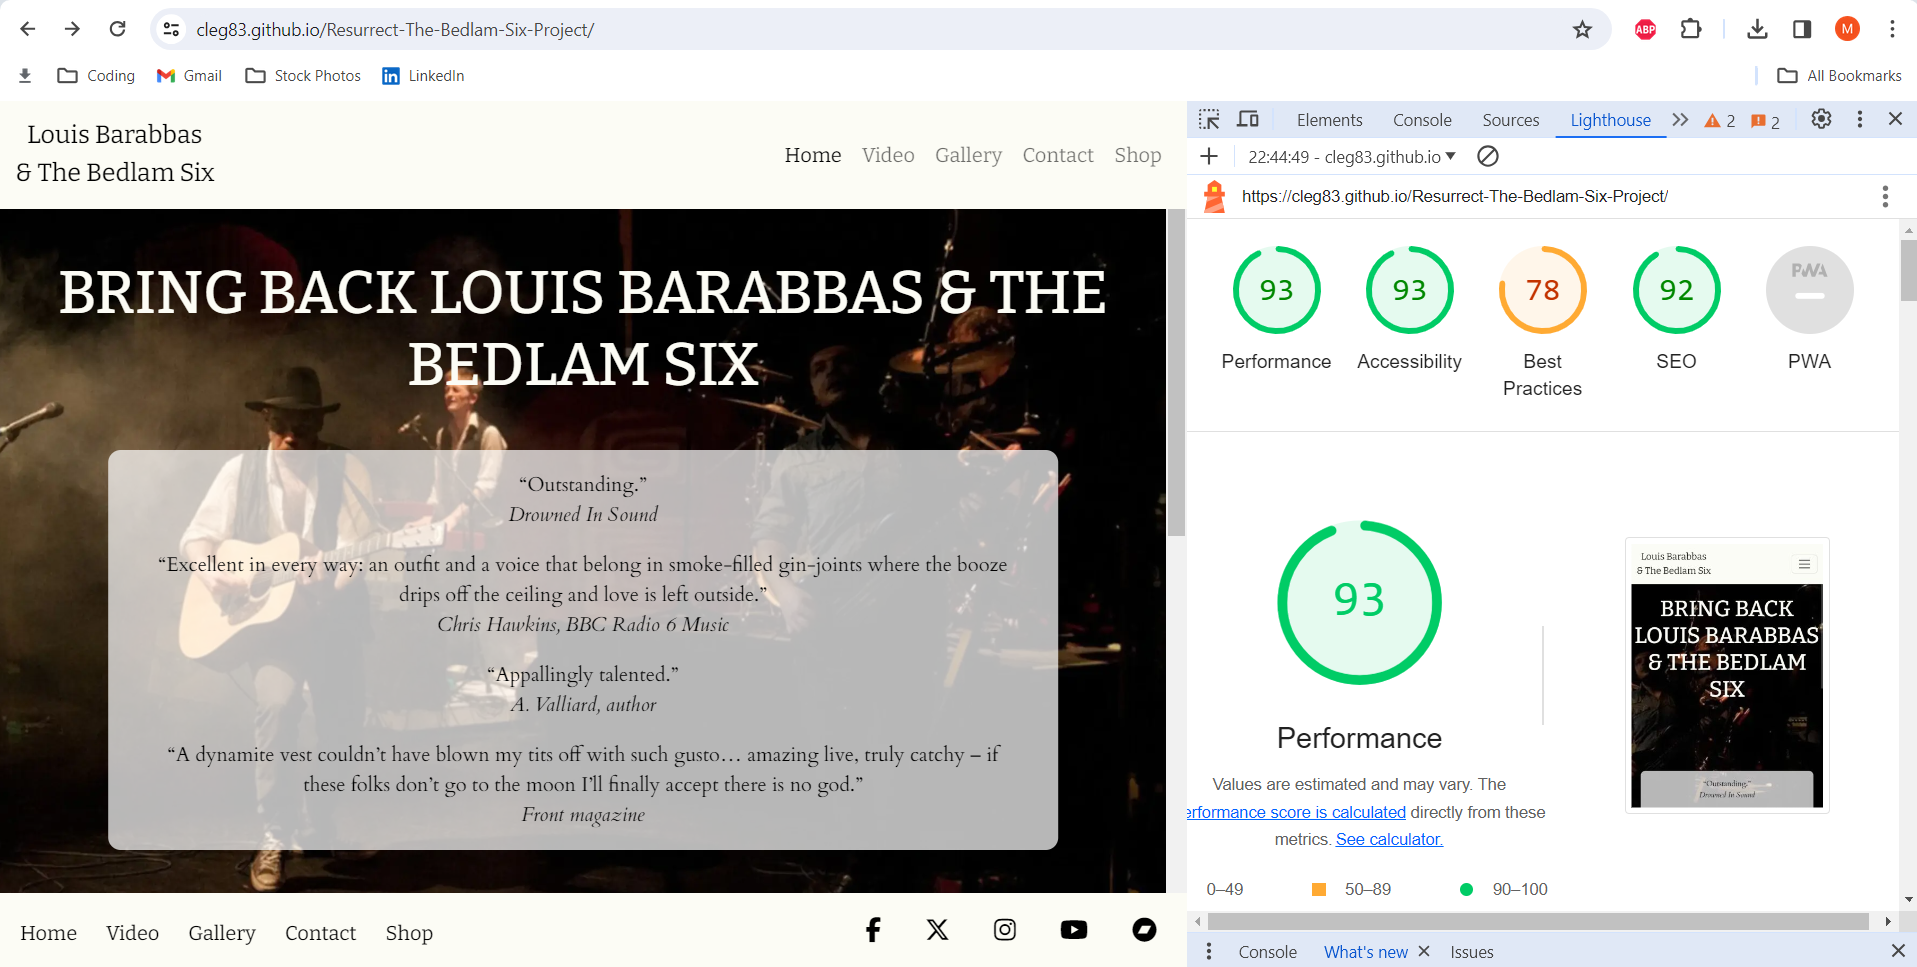 cleg83.github.io/Resurrect-The-Bedlam-Six-Project/
ABP
M
Coding
Gmail
Stock Photos
LinkedIn
All Bookmarks
Louis Barabbas
& The Bedlam Six
Home
Video
Gallery
Contact
Shop
BRING BACK LOUIS BARABBAS & THE
BEDLAM SIX
“Outstanding.”
Drowned In Sound
“Excellent in every way: an outfit and a voice that belong in smoke-filled gin-joints where the booze
drips off the ceiling and love is left outside.”
Chris Hawkins, BBC Radio 6 Music
“Appallingly talented.”
A. Valliard, author
“A dynamite vest couldn’t have blown my tits off with such gusto… amazing live, truly catchy – if
these folks don’t go to the moon I’ll finally accept there is no god.”
Front magazine
Home
Video
Gallery
Contact
Shop
Elements
Console
Sources
Lighthouse
2
2
22:44:49 - cleg83.github.io
https://cleg83.github.io/Resurrect-The-Bedlam-Six-Project/
93
Performance
93
Accessibility
78
Best
Practices
92
SEO
PWA
PWA
93
Performance
Values are estimated and may vary. The
erformance score is calculated directly from these
metrics. See calculator.
0–49
50–89
90–100
Louis Barabbas
& The Bedlam Six
BRING BACK
LOUIS BARABBAS
& THE BEDLAM
SIX
“Outstanding.”
Drowned In Sound
Console
What's new
Issues